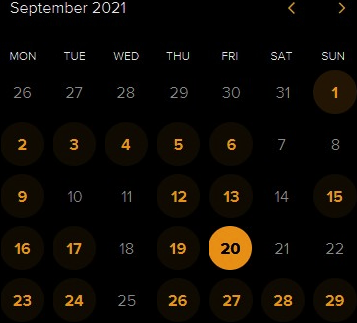 September 2021
MON TUE WED THU FRI SAT SUN
26 27 28 29 30 31 1
2 3 4 5 6 7 8
9 10 11 12 13 14 15
16 17 18 19 20 21 22
23 24 25 26 27 28 29